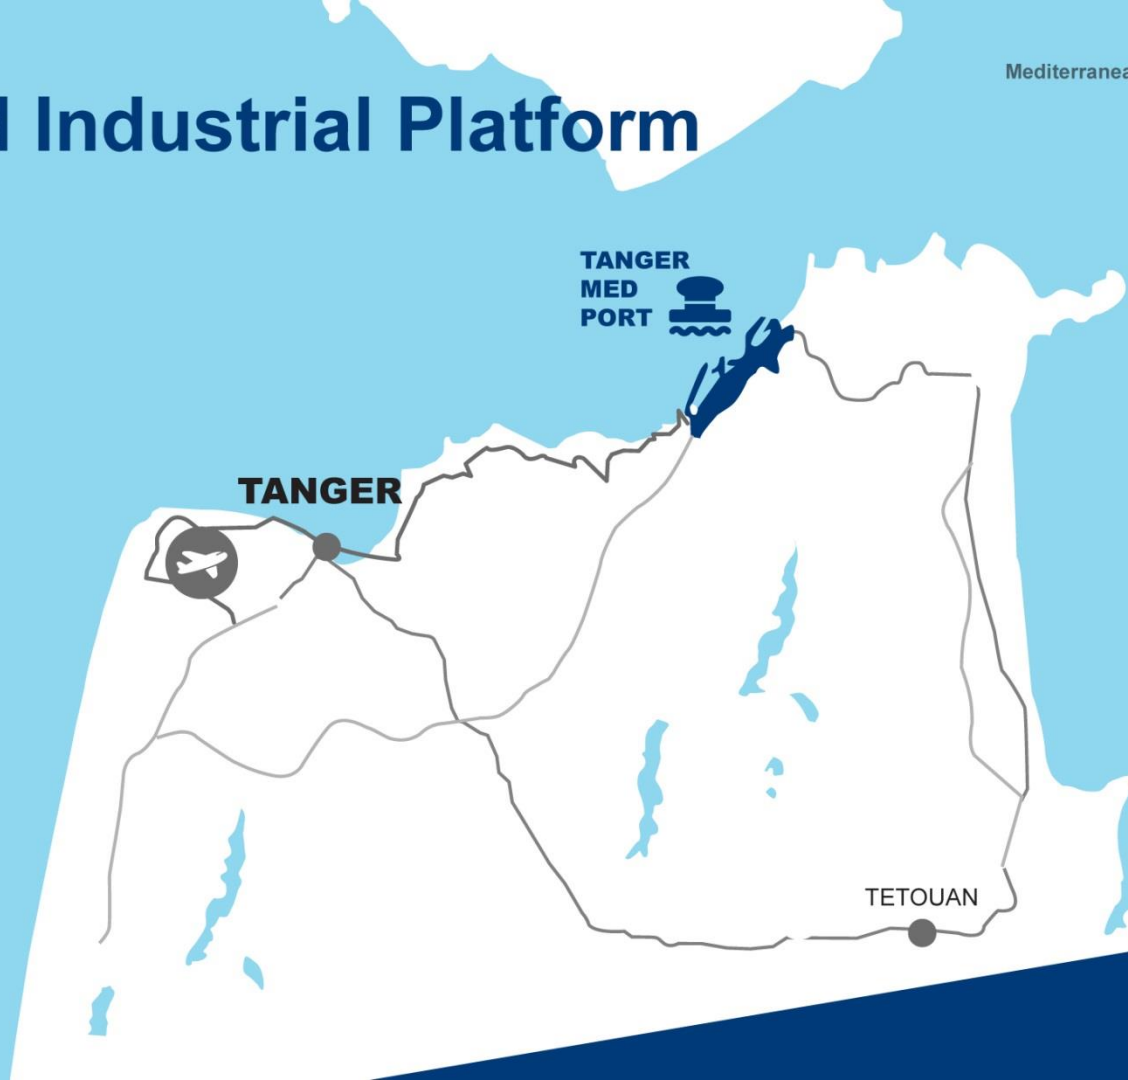 Mediterranea
l Industrial Platform
TANGER
MED
PORT
TANGER
TETOUAN